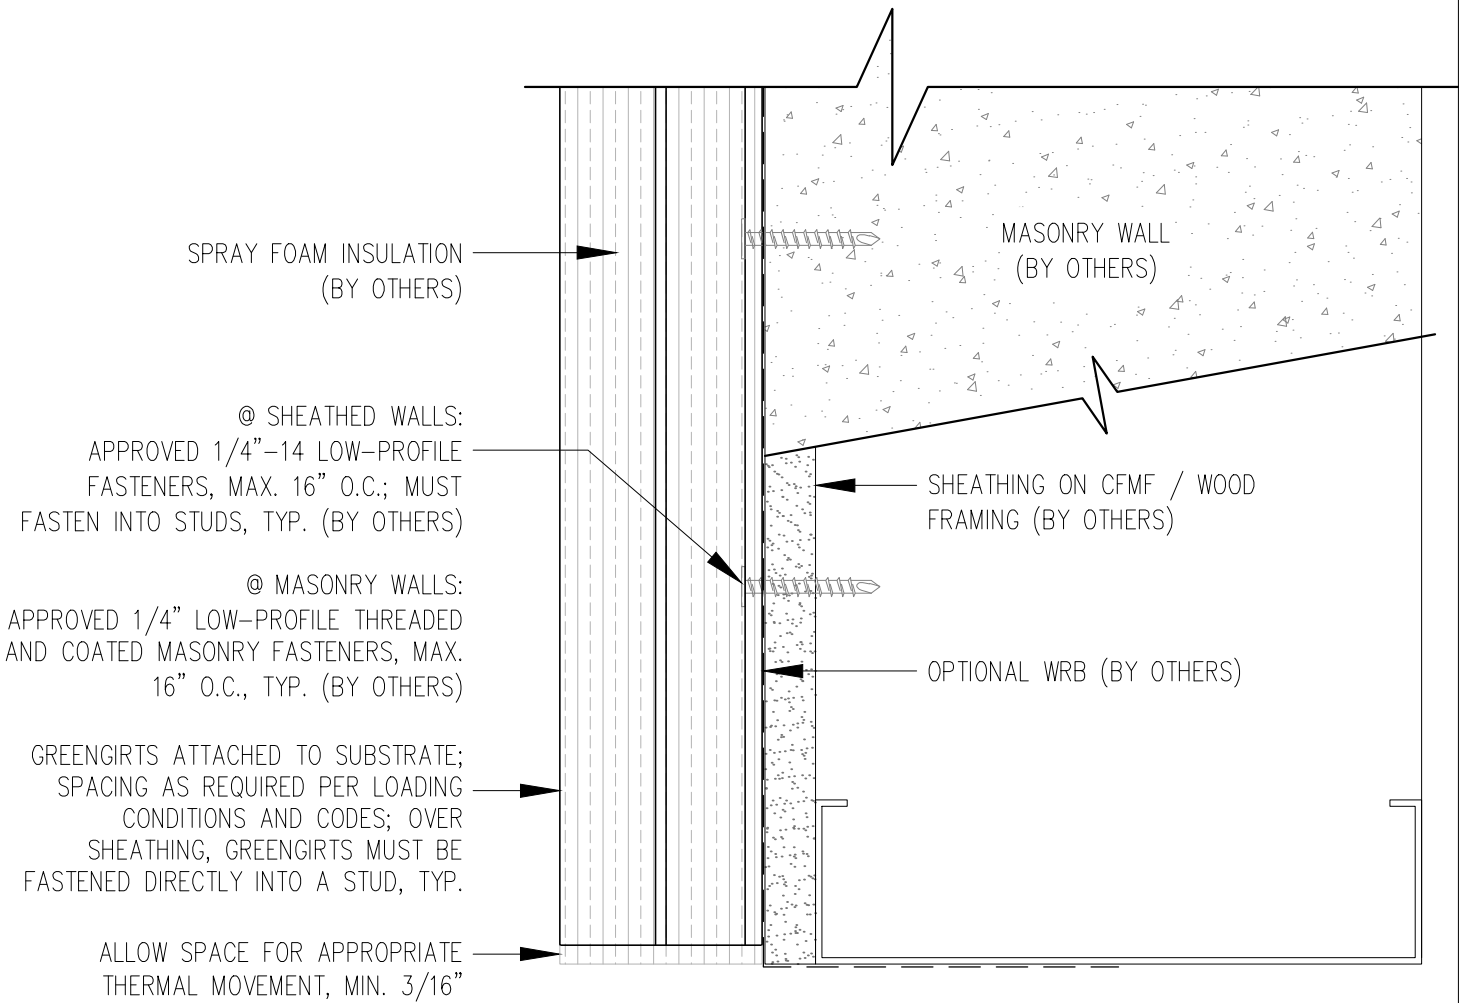 SPRAY FOAM INSULATION
(BY OTHERS)
@ SHEATHED WALLS:
APPROVED 1/4”–14 LOW–PROFILE
FASTENERS, MAX. 16” O.C.; MUST
FASTEN INTO STUDS, TYP. (BY OTHERS)
@ MASONRY WALLS:
APPROVED 1/4” LOW–PROFILE THREADED
AND COATED MASONRY FASTENERS, MAX.
16” O.C., TYP. (BY OTHERS)
GREENGIRTS ATTACHED TO SUBSTRATE;
SPACING AS REQUIRED PER LOADING
CONDITIONS AND CODES; OVER
SHEATHING, GREENGIRTS MUST BE
FASTENED DIRECTLY INTO A STUD, TYP.
ALLOW SPACE FOR APPROPRIATE
THERMAL MOVEMENT, MIN. 3/16”
MASONRY WALL
(BY OTHERS)
SHEATHING ON CFMF / WOOD
FRAMING (BY OTHERS)
OPTIONAL WRB (BY OTHERS)